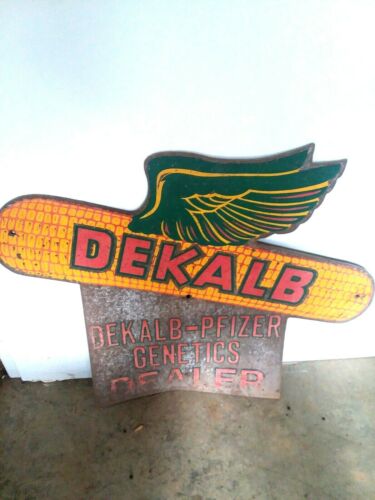 DEKALB
DEKALB-PFIZER
GENETICS
DEALER